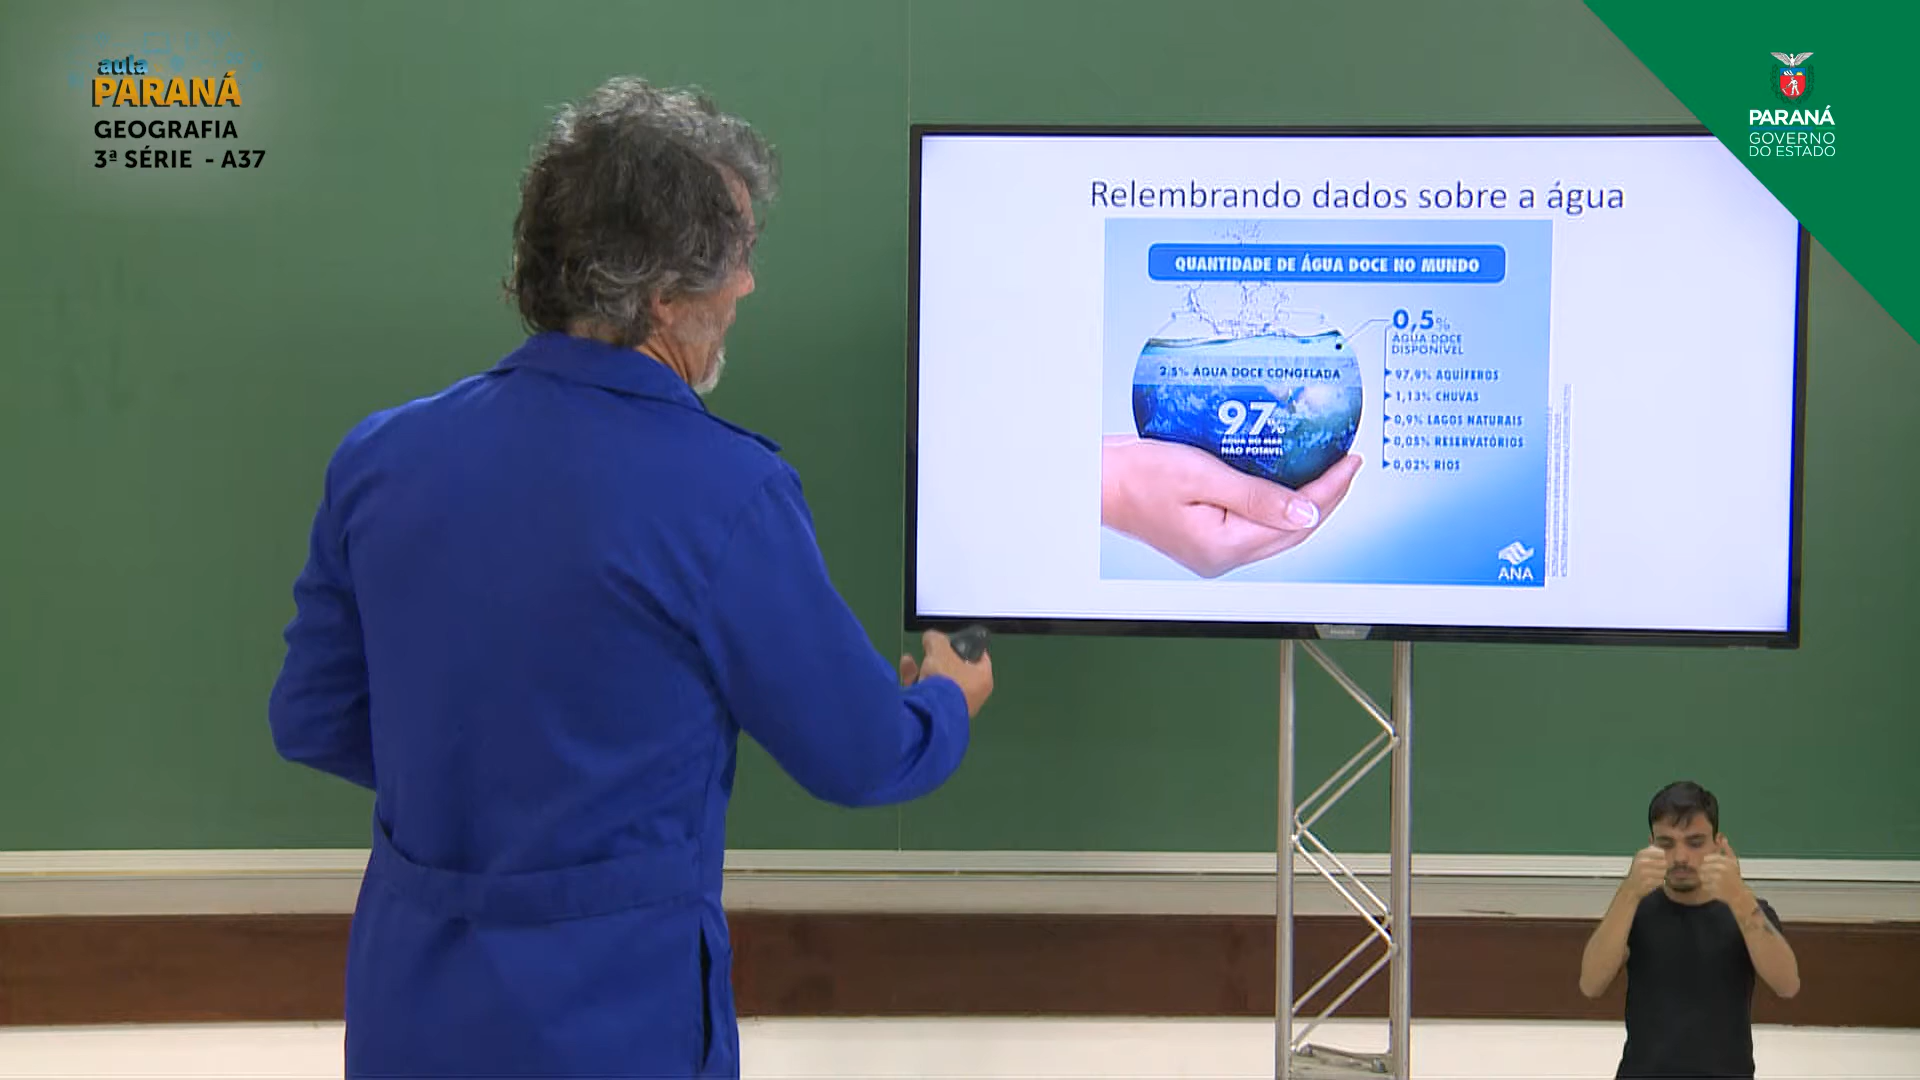 aula
PARANÁ
GEOGRAFIA
3ª SÉRIE - A37
PARANÁ
GOVERNO
DO ESTADO
Relembrando dados sobre a água
QUANTIDADE DE ÁGUA DOCE NO MUNDO
0,5%
ÁGUA DOCE
DISPONÍVEL
2,5% ÁGUA DOCE CONGELADA
97,9% AQUÍFEROS
1,13% CHUVAS
97%
ÁGUA DO MAR
NÃO POTÁVEL
0,9% LAGOS NATURAIS
0,05% RESERVATÓRIOS
0,02% RIOS
ANA